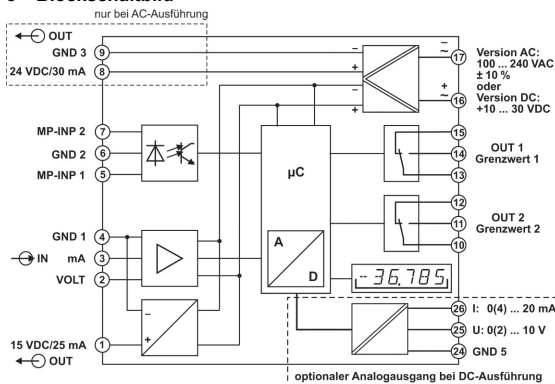 nur bei AC-Ausführung
OUT
GND 3
9
24 VDC/30 mA
8
–
+
–
+
–
~
17
+
~
16
Version AC:
100 ... 240 VAC
± 10 %
oder
Version DC:
+10 ... 30 VDC
MP-INP 2
7
GND 2
6
MP-INP 1
5
µC
15
14
13
OUT 1
Grenzwert 1
12
11
10
OUT 2
Grenzwert 2
GND 1
4
IN
mA
3
VOLT
2
A
D
-36.785
–
+
15 VDC/25 mA
1
OUT
26
I: 0(4) ... 20 mA
25
U: 0(2) ... 10 V
24
GND 5
optionaler Analogausgang bei DC-Ausführung